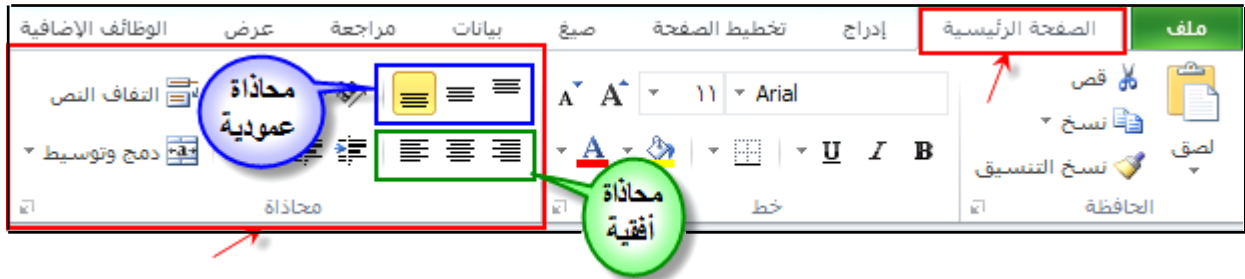 ملف
الصفحة الرئيسية
إدراج
تخطيط الصفحة
صيغ
بيانات
مراجعة
عرض
الوظائف الإضافية
لصق
قص
نسخ
نسخ التنسيق
الحافظة
Arial
١١
A A
B I U
A
خط
محاذاة
عمودية
محاذاة
أفقية
التفاف النص
دمج وتوسيط
محاذاة